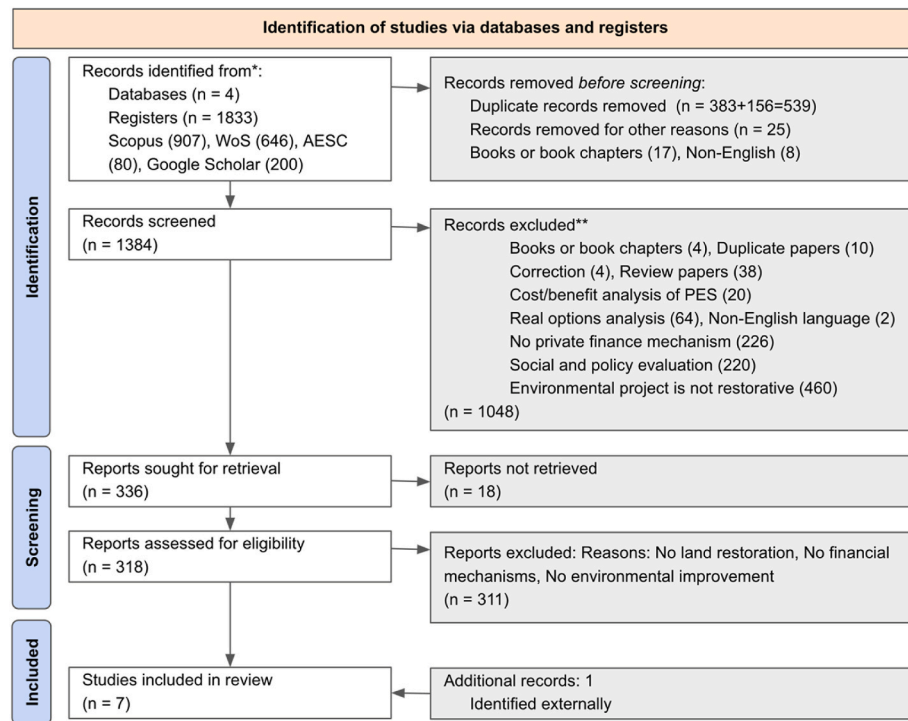 Identification of studies via databases and registers
Identification
Records identified from*:
Databases (n = 4)
Registers (n = 1833)
Scopus (907), WoS (646), AESC
(80), Google Scholar (200)
Records removed before screening:
Duplicate records removed (n = 383+156=539)
Records removed for other reasons (n = 25)
Books or book chapters (17), Non-English (8)
Records screened
(n = 1384)
Records excluded**
Books or book chapters (4), Duplicate papers (10)
Correction (4), Review papers (38)
Cost/benefit analysis of PES (20)
Real options analysis (64), Non-English language (2)
No private finance mechanism (226)
Social and policy evaluation (220)
Environmental project is not restorative (460)
(n = 1048)
Screening
Reports sought for retrieval
(n = 336)
Reports not retrieved
(n = 18)
Reports assessed for eligibility
(n = 318)
Reports excluded: Reasons: No land restoration, No financial
mechanisms, No environmental improvement
(n = 311)
Included
Studies included in review
(n = 7)
Additional records: 1
Identified externally